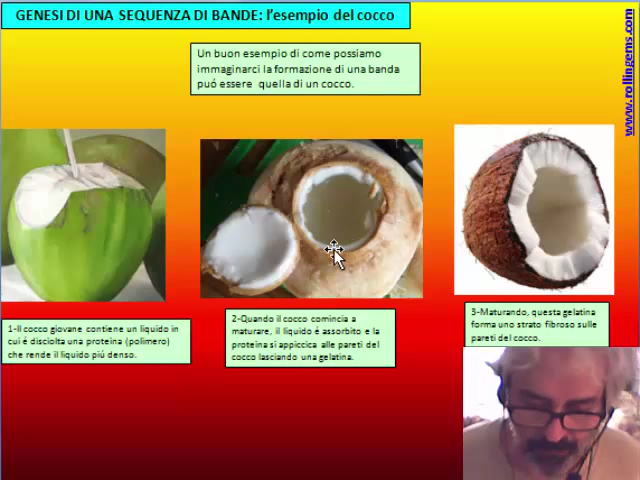 GENESI DI UNA SEQUENZA DI BANDE: l'esempio del cocco
Un buon esempio di come possiamo
immaginarci la formazione di una banda
puó essere quella di un cocco.
www.rollingems.com
1-Il cocco giovane contiene un liquido in
cui é disciolta una proteina (polimero)
che rende il liquido piú denso.
2-Quando il cocco comincia a
maturare, il liquido é assorbito e la
proteina si appiccica alle pareti del
cocco lasciando una gelatina.
3-Maturando, questa gelatina
forma uno strato fibroso sulle
pareti del cocco.